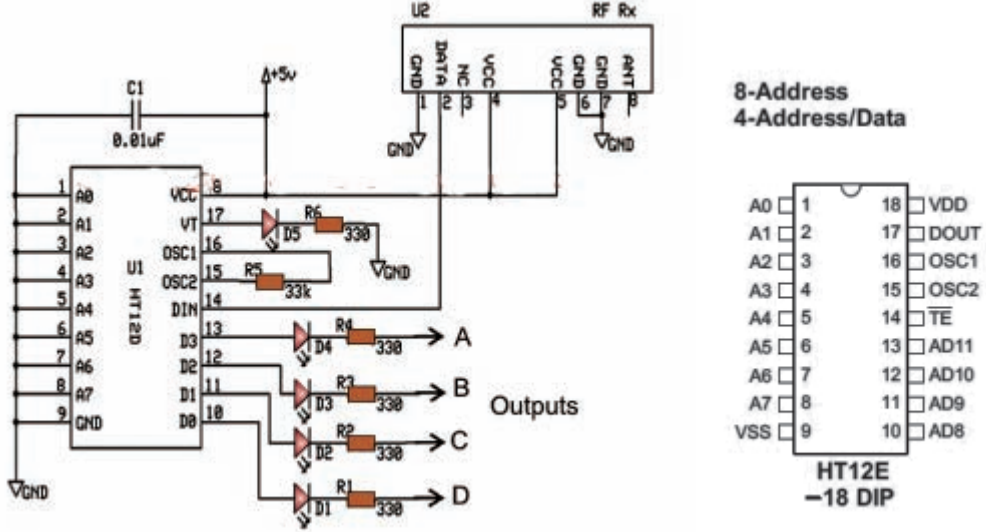 U2 RF Rx
GND DATA NC VCC VCC GND GND ANT
1 2 3 4 5 6 7 8
+5v
C1
0.01uF
GND
GND
1 A0 VCC 8
2 A1 VT 17
3 A2 OSC1 16
4 A3 OSC2 15
5 A4 DIN 14
6 A5 D3 13
7 A6 D2 12
8 A7 D1 11
9 GND D0 10
U1
HT12D
D5 R6 330
GND
R5 33k
D4 R4 330 A
D3 R3 330 B
D2 R2 330 C
D1 R1 330 D
Outputs
GND
8-Address
4-Address/Data
A0 1 18 VDD
A1 2 17 DOUT
A2 3 16 OSC1
A3 4 15 OSC2
A4 5 14 TE
A5 6 13 AD11
A6 7 12 AD10
A7 8 11 AD9
VSS 9 10 AD8
HT12E
–18 DIP